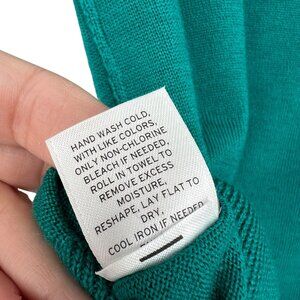 HAND WASH COLD,
WITH LIKE COLORS,
ONLY NON-CHLORINE
BLEACH IF NEEDED,
ROLL IN TOWEL TO
REMOVE EXCESS
MOISTURE,
RESHAPE, LAY FLAT TO
DRY,
COOL IRON IF NEEDED